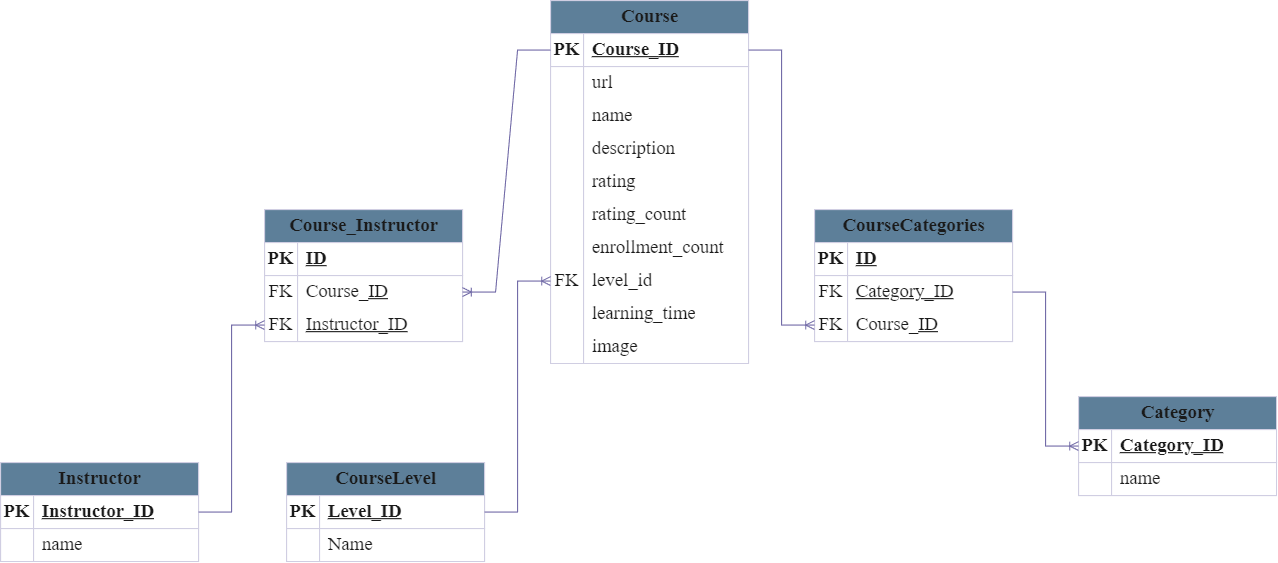 Course
PK Course_ID
url
name
description
rating
rating_count
enrollment_count
FK level_id
learning_time
image
Course_Instructor
PK ID
FK Course_ID
FK Instructor_ID
CourseCategories
PK ID
FK Category_ID
FK Course_ID
Category
PK Category_ID
name
Instructor
PK Instructor_ID
name
CourseLevel
PK Level_ID
Name